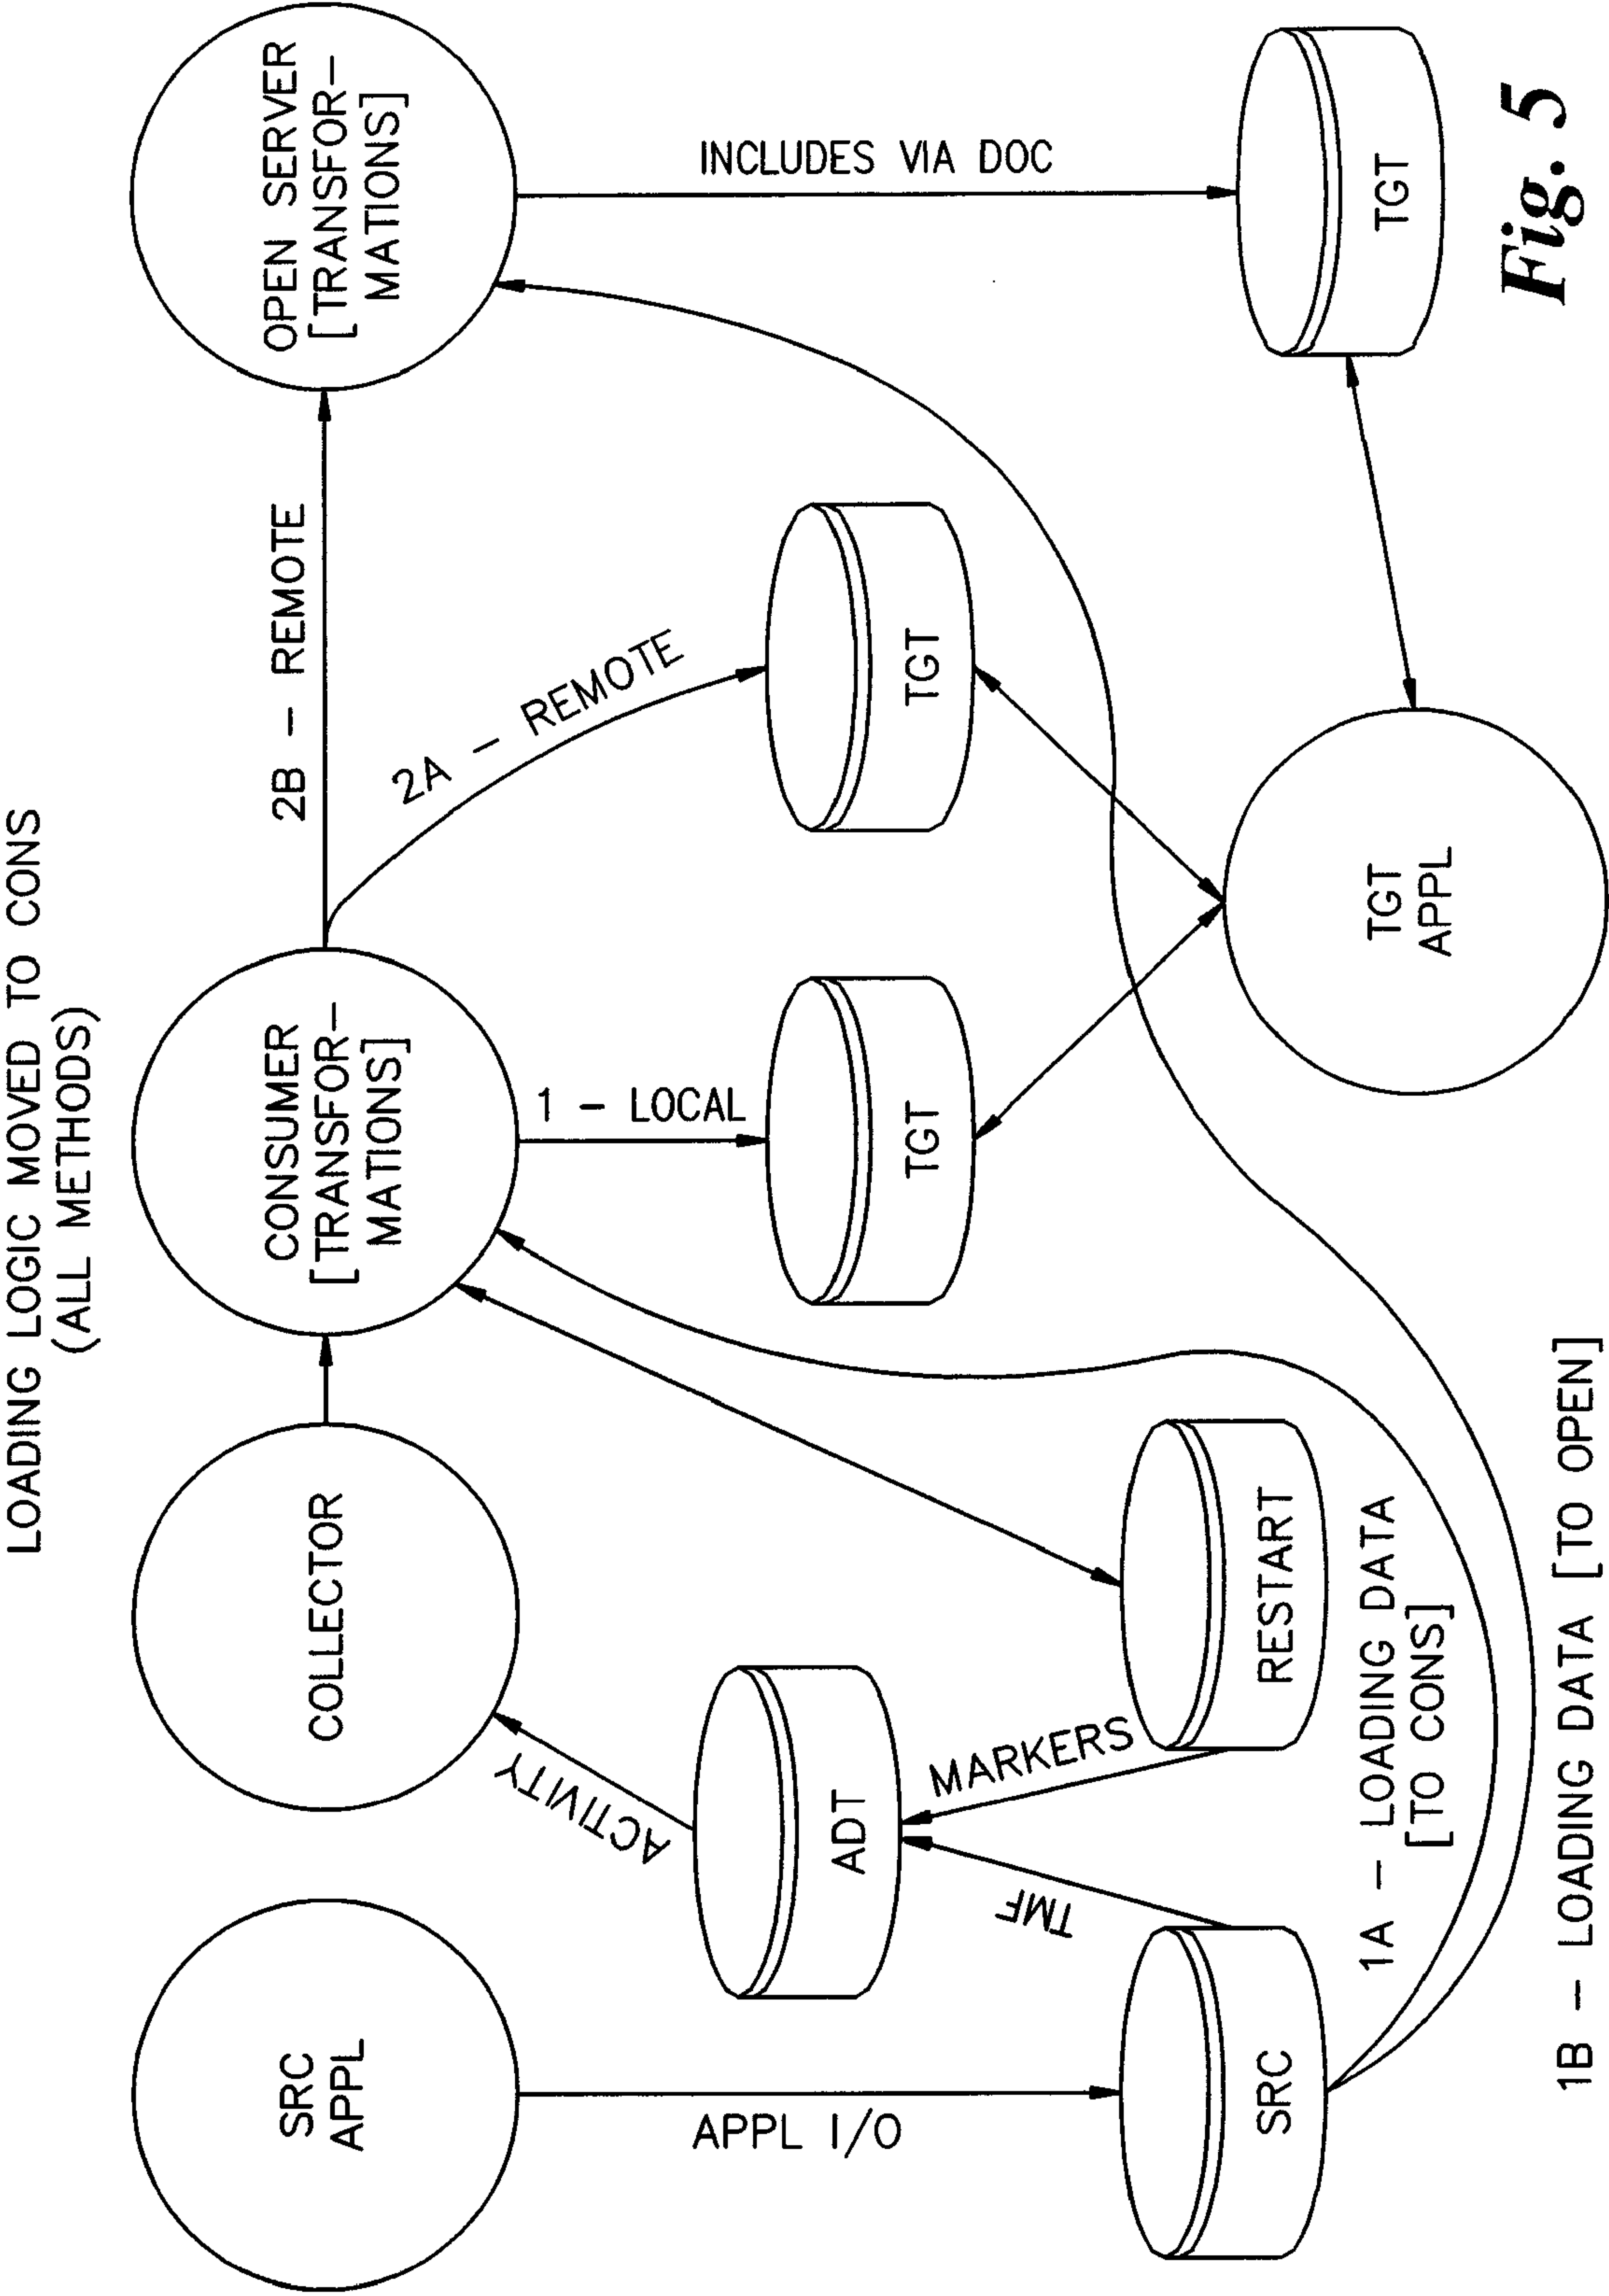 LOADING LOGIC MOVED TO CONS
(ALL METHODS)
SRC
APPL
COLLECTOR
CONSUMER
[TRANSFOR-
MATIONS]
2B - REMOTE
OPEN SERVER
[TRANSFOR-
MATIONS]
2A - REMOTE
1 - LOCAL
INCLUDES VIA DOC
ACTIVITY
APPL I/O
ADT
TGT
TGT
MARKERS
TMF
SRC
RESTART
TGT
APPL
TGT
1A - LOADING DATA
[TO CONS]
1B - LOADING DATA [TO OPEN]
Fig. 5